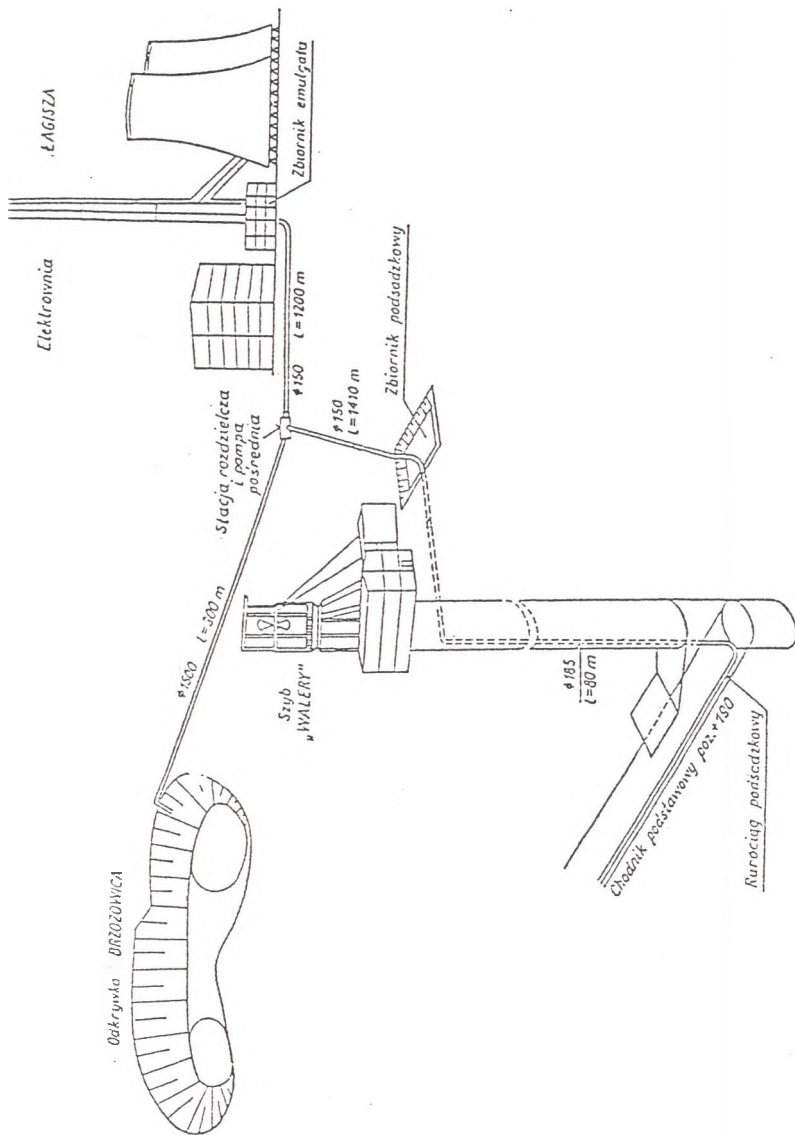 Elektrownia ŁAGISZA
Zbiornik emulgatu
ϕ150 l=1200 m
Stacja rozdzielcza
i pompa
pośrednia
ϕ150
l=1410 m
Zbiornik podsadzkowy
ϕ1500 l=300 m
Szyb
„WALERY"
ϕ185
l=80 m
Chodnik podstawowy poz.+190
Rurociąg podsadzkowy
Odkrywka BRZOZOWICA